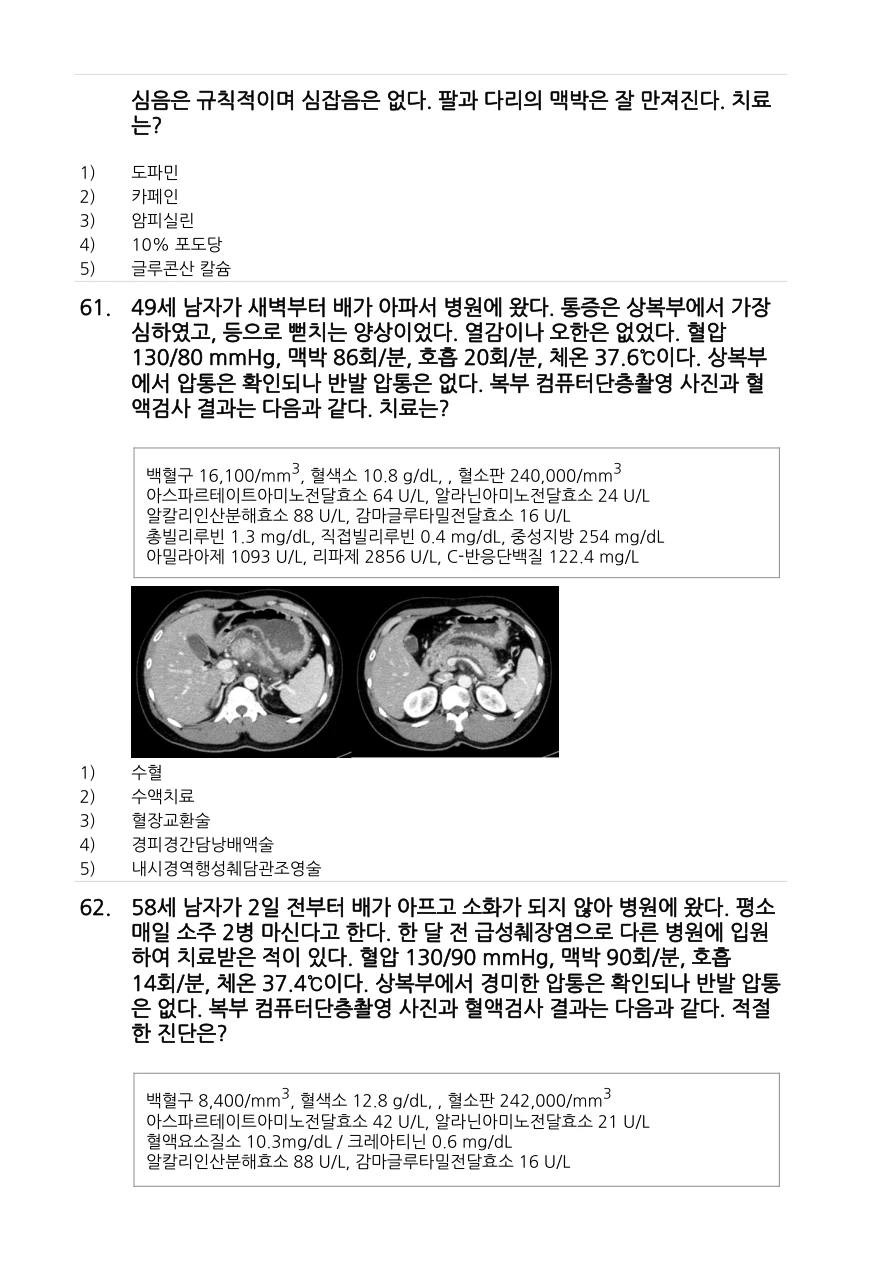 심음은 규칙적이며 심잡음은 없다. 팔과 다리의 맥박은 잘 만져진다. 치료
는?
1) 도파민
2) 카페인
3) 암피실린
4) 10% 포도당
5) 글루콘산 칼슘
61. 49세 남자가 새벽부터 배가 아파서 병원에 왔다. 통증은 상복부에서 가장
심하였고, 등으로 뻗치는 양상이었다. 열감이나 오한은 없었다. 혈압
130/80 mmHg, 맥박 86회/분, 호흡 20회/분, 체온 37.6℃이다. 상복부
에서 압통은 확인되나 반발 압통은 없다. 복부 컴퓨터단층촬영 사진과 혈
액검사 결과는 다음과 같다. 치료는?
백혈구 16,100/mm³, 혈색소 10.8 g/dL, , 혈소판 240,000/mm³
아스파르테이트아미노전달효소 64 U/L, 알라닌아미노전달효소 24 U/L
알칼리인산분해효소 88 U/L, 감마글루타밀전달효소 16 U/L
총빌리루빈 1.3 mg/dL, 직접빌리루빈 0.4 mg/dL, 중성지방 254 mg/dL
아밀라아제 1093 U/L, 리파제 2856 U/L, C-반응단백질 122.4 mg/L
1) 수혈
2) 수액치료
3) 혈장교환술
4) 경피경간담낭배액술
5) 내시경역행성췌담관조영술
62. 58세 남자가 2일 전부터 배가 아프고 소화가 되지 않아 병원에 왔다. 평소
매일 소주 2병 마신다고 한다. 한 달 전 급성췌장염으로 다른 병원에 입원
하여 치료받은 적이 있다. 혈압 130/90 mmHg, 맥박 90회/분, 호흡
14회/분, 체온 37.4℃이다. 상복부에서 경미한 압통은 확인되나 반발 압통
은 없다. 복부 컴퓨터단층촬영 사진과 혈액검사 결과는 다음과 같다. 적절
한 진단은?
백혈구 8,400/mm³, 혈색소 12.8 g/dL, , 혈소판 242,000/mm³
아스파르테이트아미노전달효소 42 U/L, 알라닌아미노전달효소 21 U/L
혈액요소질소 10.3mg/dL / 크레아티닌 0.6 mg/dL
알칼리인산분해효소 88 U/L, 감마글루타밀전달효소 16 U/L